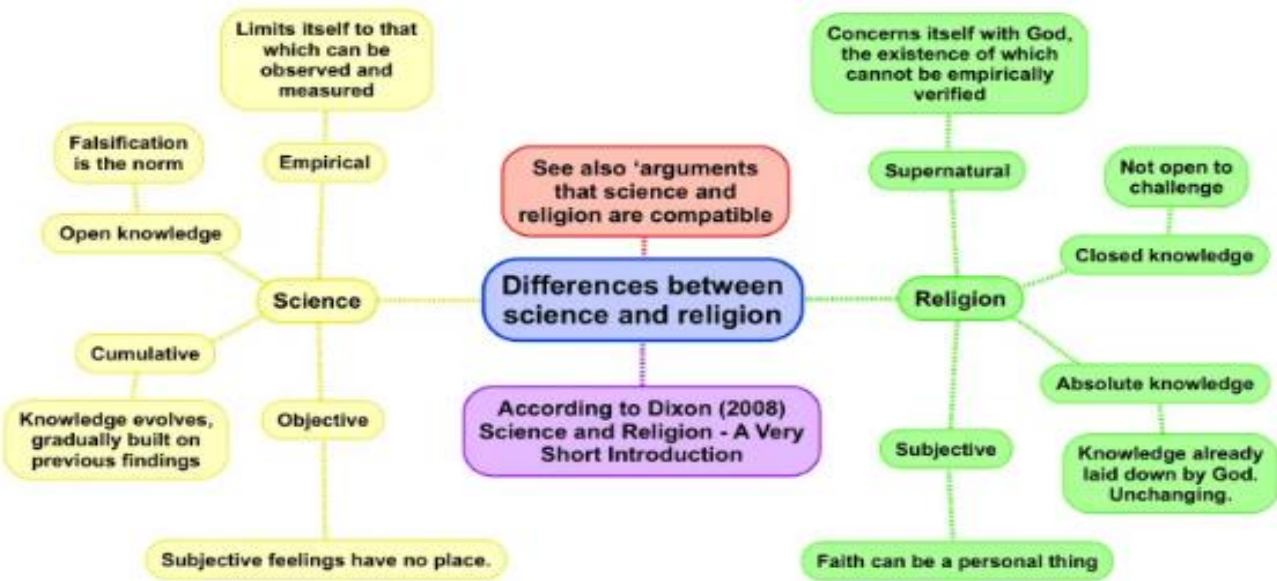 Limits itself to that
which can be
observed and
measured
Falsification
is the norm
Empirical
Open knowledge
Science
Cumulative
Knowledge evolves,
gradually built on
previous findings
Objective
Subjective feelings have no place.
See also ‘arguments
that science and
religion are compatible
Differences between
science and religion
According to Dixon (2008)
Science and Religion - A Very
Short Introduction
Concerns itself with God,
the existence of which
cannot be empirically
verified
Supernatural
Not open to
challenge
Closed knowledge
Religion
Absolute knowledge
Knowledge already
laid down by God.
Unchanging.
Subjective
Faith can be a personal thing